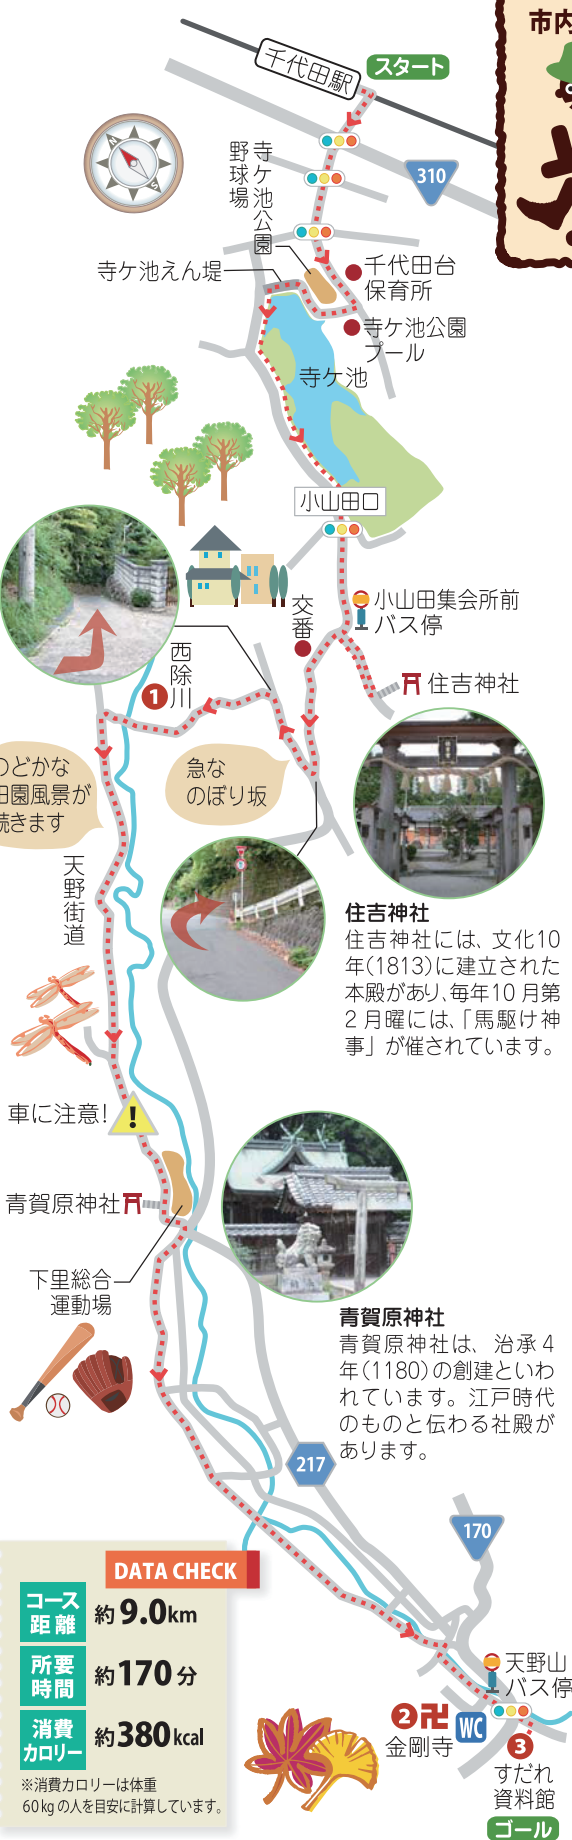 市内
千代田駅
スタート
310
寺ケ池公園
野球場
寺ケ池えん堤
千代田台
保育所
寺ケ池公園
プール
寺ケ池
小山田口
交番
小山田集会所前
バス停
住吉神社
1
西除川
のどかな
田園風景が
続きます
急な
のぼり坂
天野街道
住吉神社
住吉神社には、文化10
年(1813)に建立された
本殿があり、毎年10月第
2月曜には、「馬駆け神
事」が催されています。
車に注意!
!
青賀原神社
下里総合
運動場
青賀原神社
青賀原神社は、治承4
年(1180)の創建といわ
れています。江戸時代
のものと伝わる社殿が
あります。
217
170
DATA CHECK
コース
距離
約9.0km
所要
時間
約170分
消費
カロリー
約380kcal
※消費カロリーは体重
60kgの人を目安に計算しています。
天野山
バス停
2
卍
金剛寺
WC
3
すだれ
資料館
ゴール